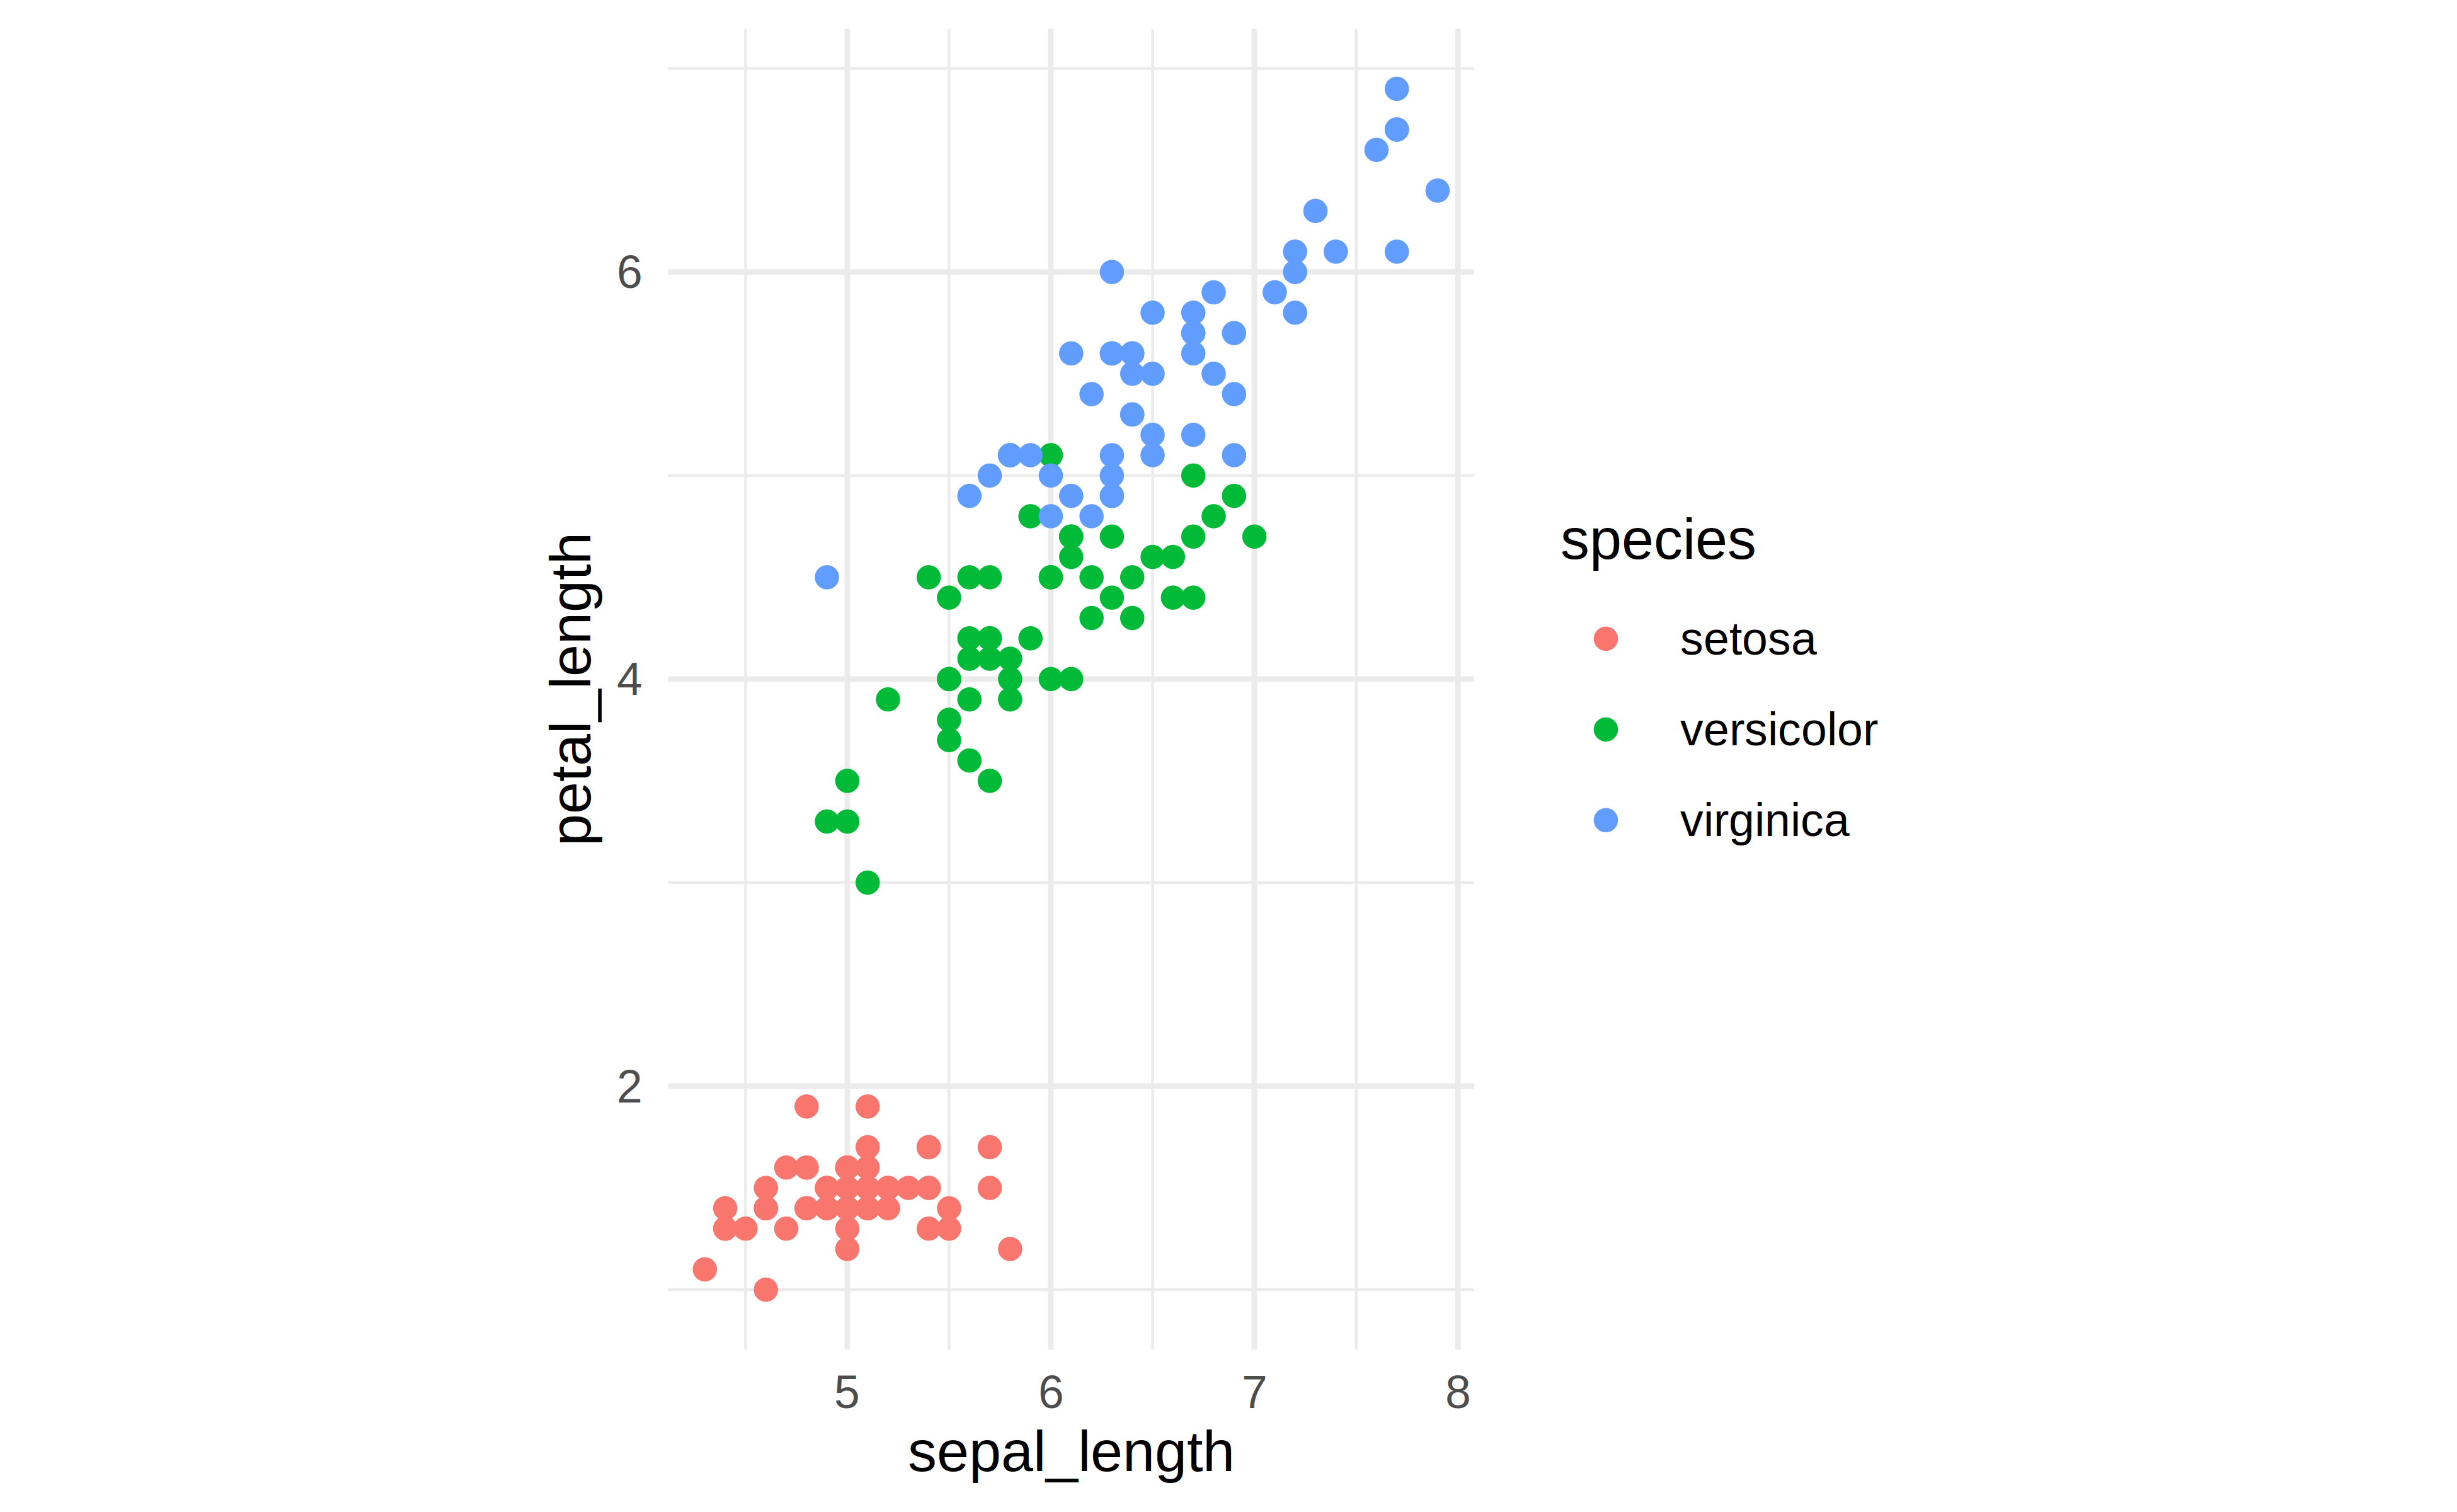 petal_length
6
4
2
5 6 7 8
sepal_length
species
setosa
versicolor
virginica